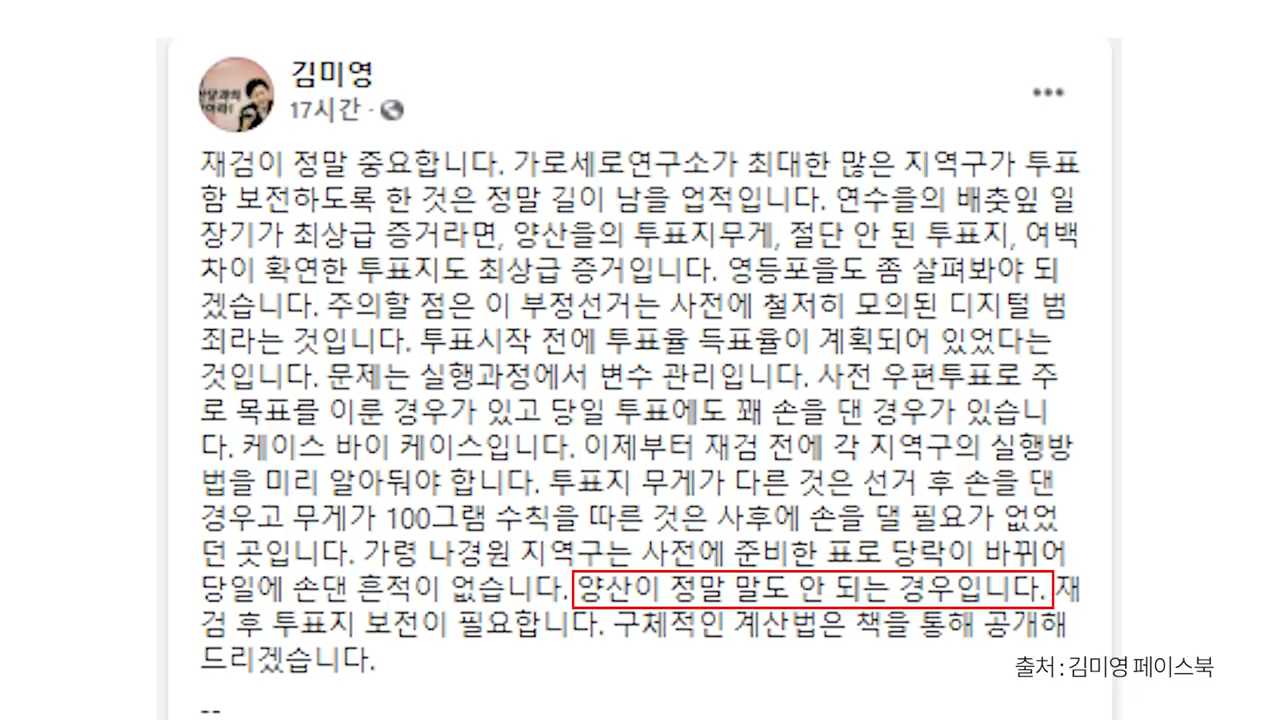 김미영
17시간 ·
재검이 정말 중요합니다. 가로세로연구소가 최대한 많은 지역구가 투표
함 보전하도록 한 것은 정말 길이 남을 업적입니다. 연수을의 배춧잎 일
장기가 최상급 증거라면, 양산을의 투표지무게, 절단 안 된 투표지, 여백
차이 확연한 투표지도 최상급 증거입니다. 영등포을도 좀 살펴봐야 되
겠습니다. 주의할 점은 이 부정선거는 사전에 철저히 모의된 디지털 범
죄라는 것입니다. 투표시작 전에 투표율 득표율이 계획되어 있었다는
것입니다. 문제는 실행과정에서 변수 관리입니다. 사전 우편투표로 주
로 목표를 이룬 경우가 있고 당일 투표에도 꽤 손을 댄 경우가 있습니
다. 케이스 바이 케이스입니다. 이제부터 재검 전에 각 지역구의 실행방
법을 미리 알아둬야 합니다. 투표지 무게가 다른 것은 선거 후 손을 댄
경우고 무게가 100그램 수칙을 따른 것은 사후에 손을 댈 필요가 없었
던 곳입니다. 가령 나경원 지역구는 사전에 준비한 표로 당락이 바뀌어
당일에 손댄 흔적이 없습니다. 양산이 정말 말도 안 되는 경우입니다. 재
검 후 투표지 보전이 필요합니다. 구체적인 계산법은 책을 통해 공개해
드리겠습니다.
--
출처 : 김미영 페이스북